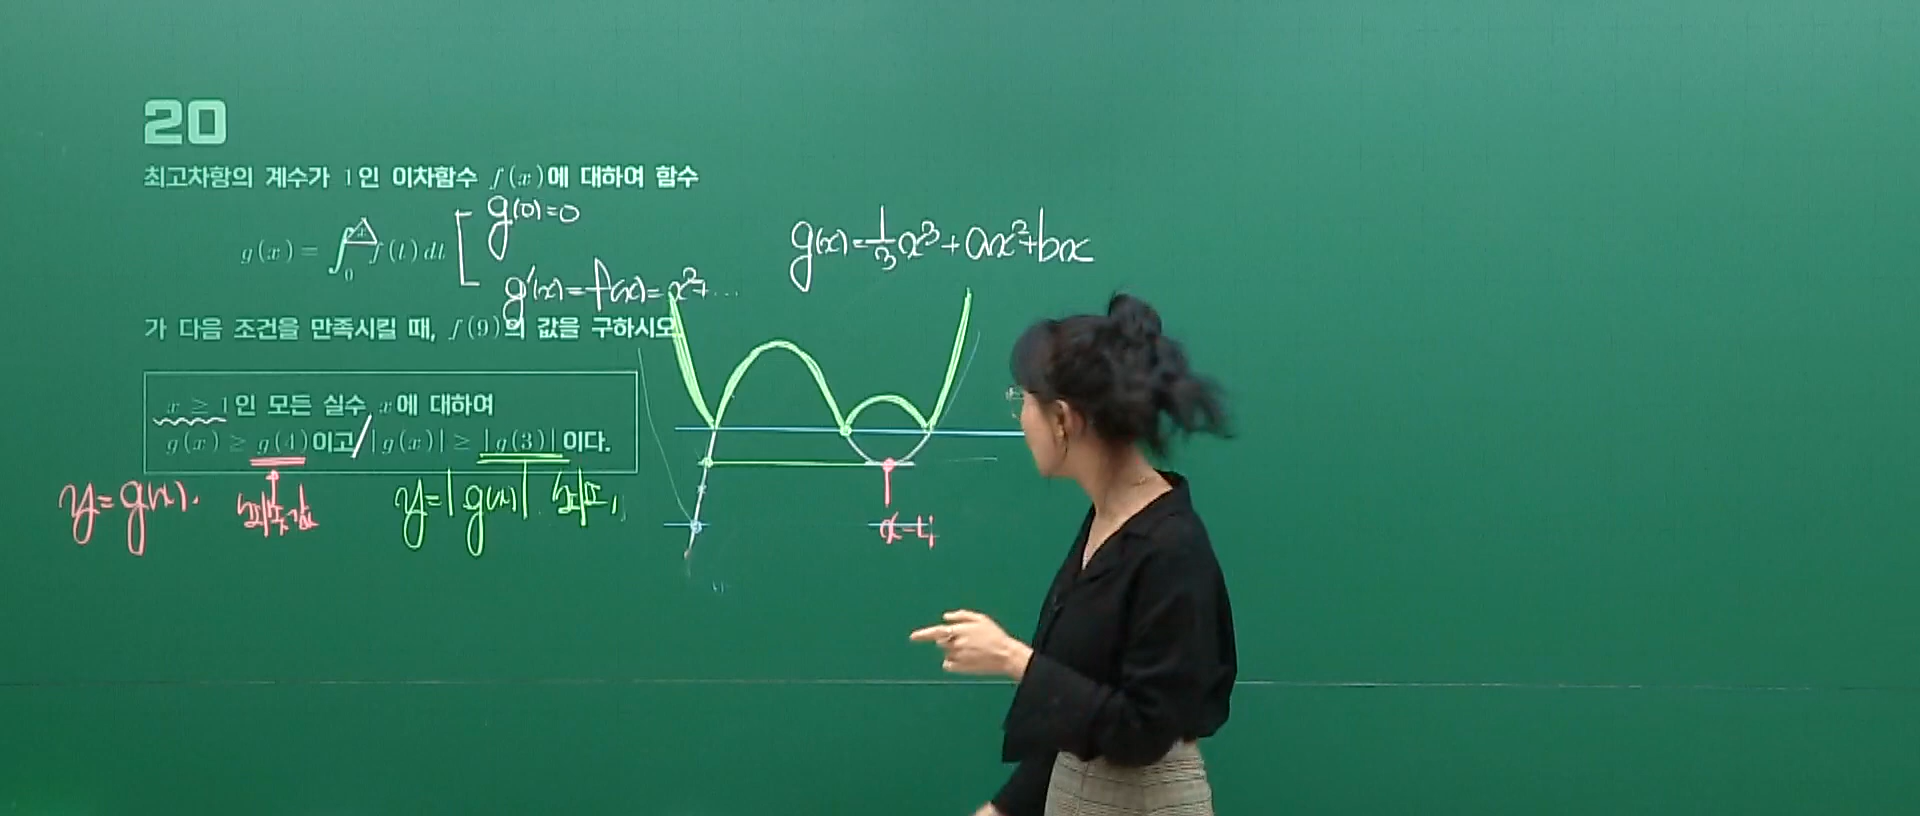 20
최고차항의 계수가 1인 이차함수 f(x)에 대하여 함수
g(x) = ∫₀ˣ f(t) dt
g(0)=0
g'(x)=f(x)=x²+…
g(x)=1/3x³+ax²+bx
가 다음 조건을 만족시킬 때, f(9)의 값을 구하시오
x ≥ 1인 모든 실수 x에 대하여
g(x) ≥ g(4)이고 |g(x)| ≥ |g(3)|이다.
y=g(x). 최솟값
y=|g(x)|.
x=4